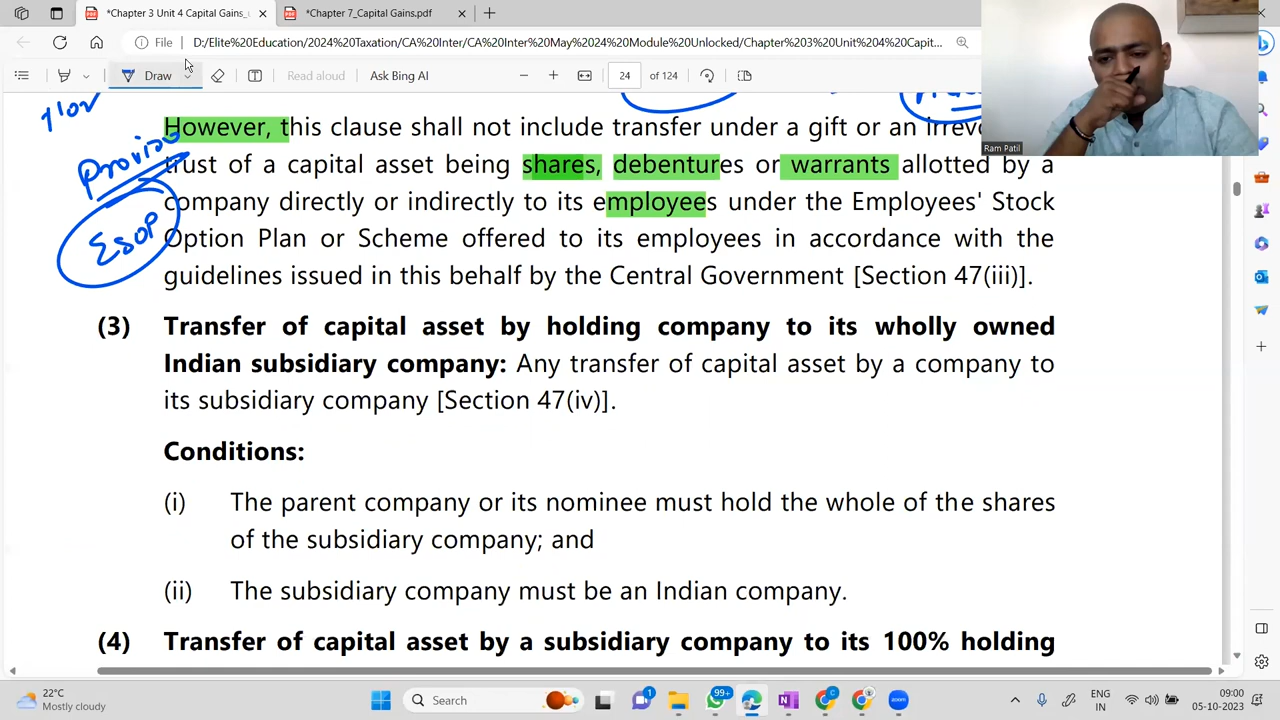 *Chapter 3 Unit 4 Capital Gains_
*Chapter 7_Capital Gains.pdf
File
D:/Elite%20Education/2024%20Taxation/CA%20Inter/CA%20Inter%20May%2024%20Module%20Unlocked/Chapter%203%20Unit%204%20Capit...
Draw
Read aloud
Ask Bing AI
24 of 124
However, this clause shall not include transfer under a gift or an
Proviso
trust of a capital asset being shares, debentures or warrants allotted by a
company directly or indirectly to its employees under the Employees' Stock
ESOP
Option Plan or Scheme offered to its employees in accordance with the
guidelines issued in this behalf by the Central Government [Section 47(iii)].
(3) Transfer of capital asset by holding company to its wholly owned
Indian subsidiary company: Any transfer of capital asset by a company to
its subsidiary company [Section 47(iv)].
Conditions:
(i) The parent company or its nominee must hold the whole of the shares
of the subsidiary company; and
(ii) The subsidiary company must be an Indian company.
(4) Transfer of capital asset by a subsidiary company to its 100% holding
Ram Patil
22°C
Mostly cloudy
Search
1
99+
zoom
ENG
IN
09:00
05-10-2023